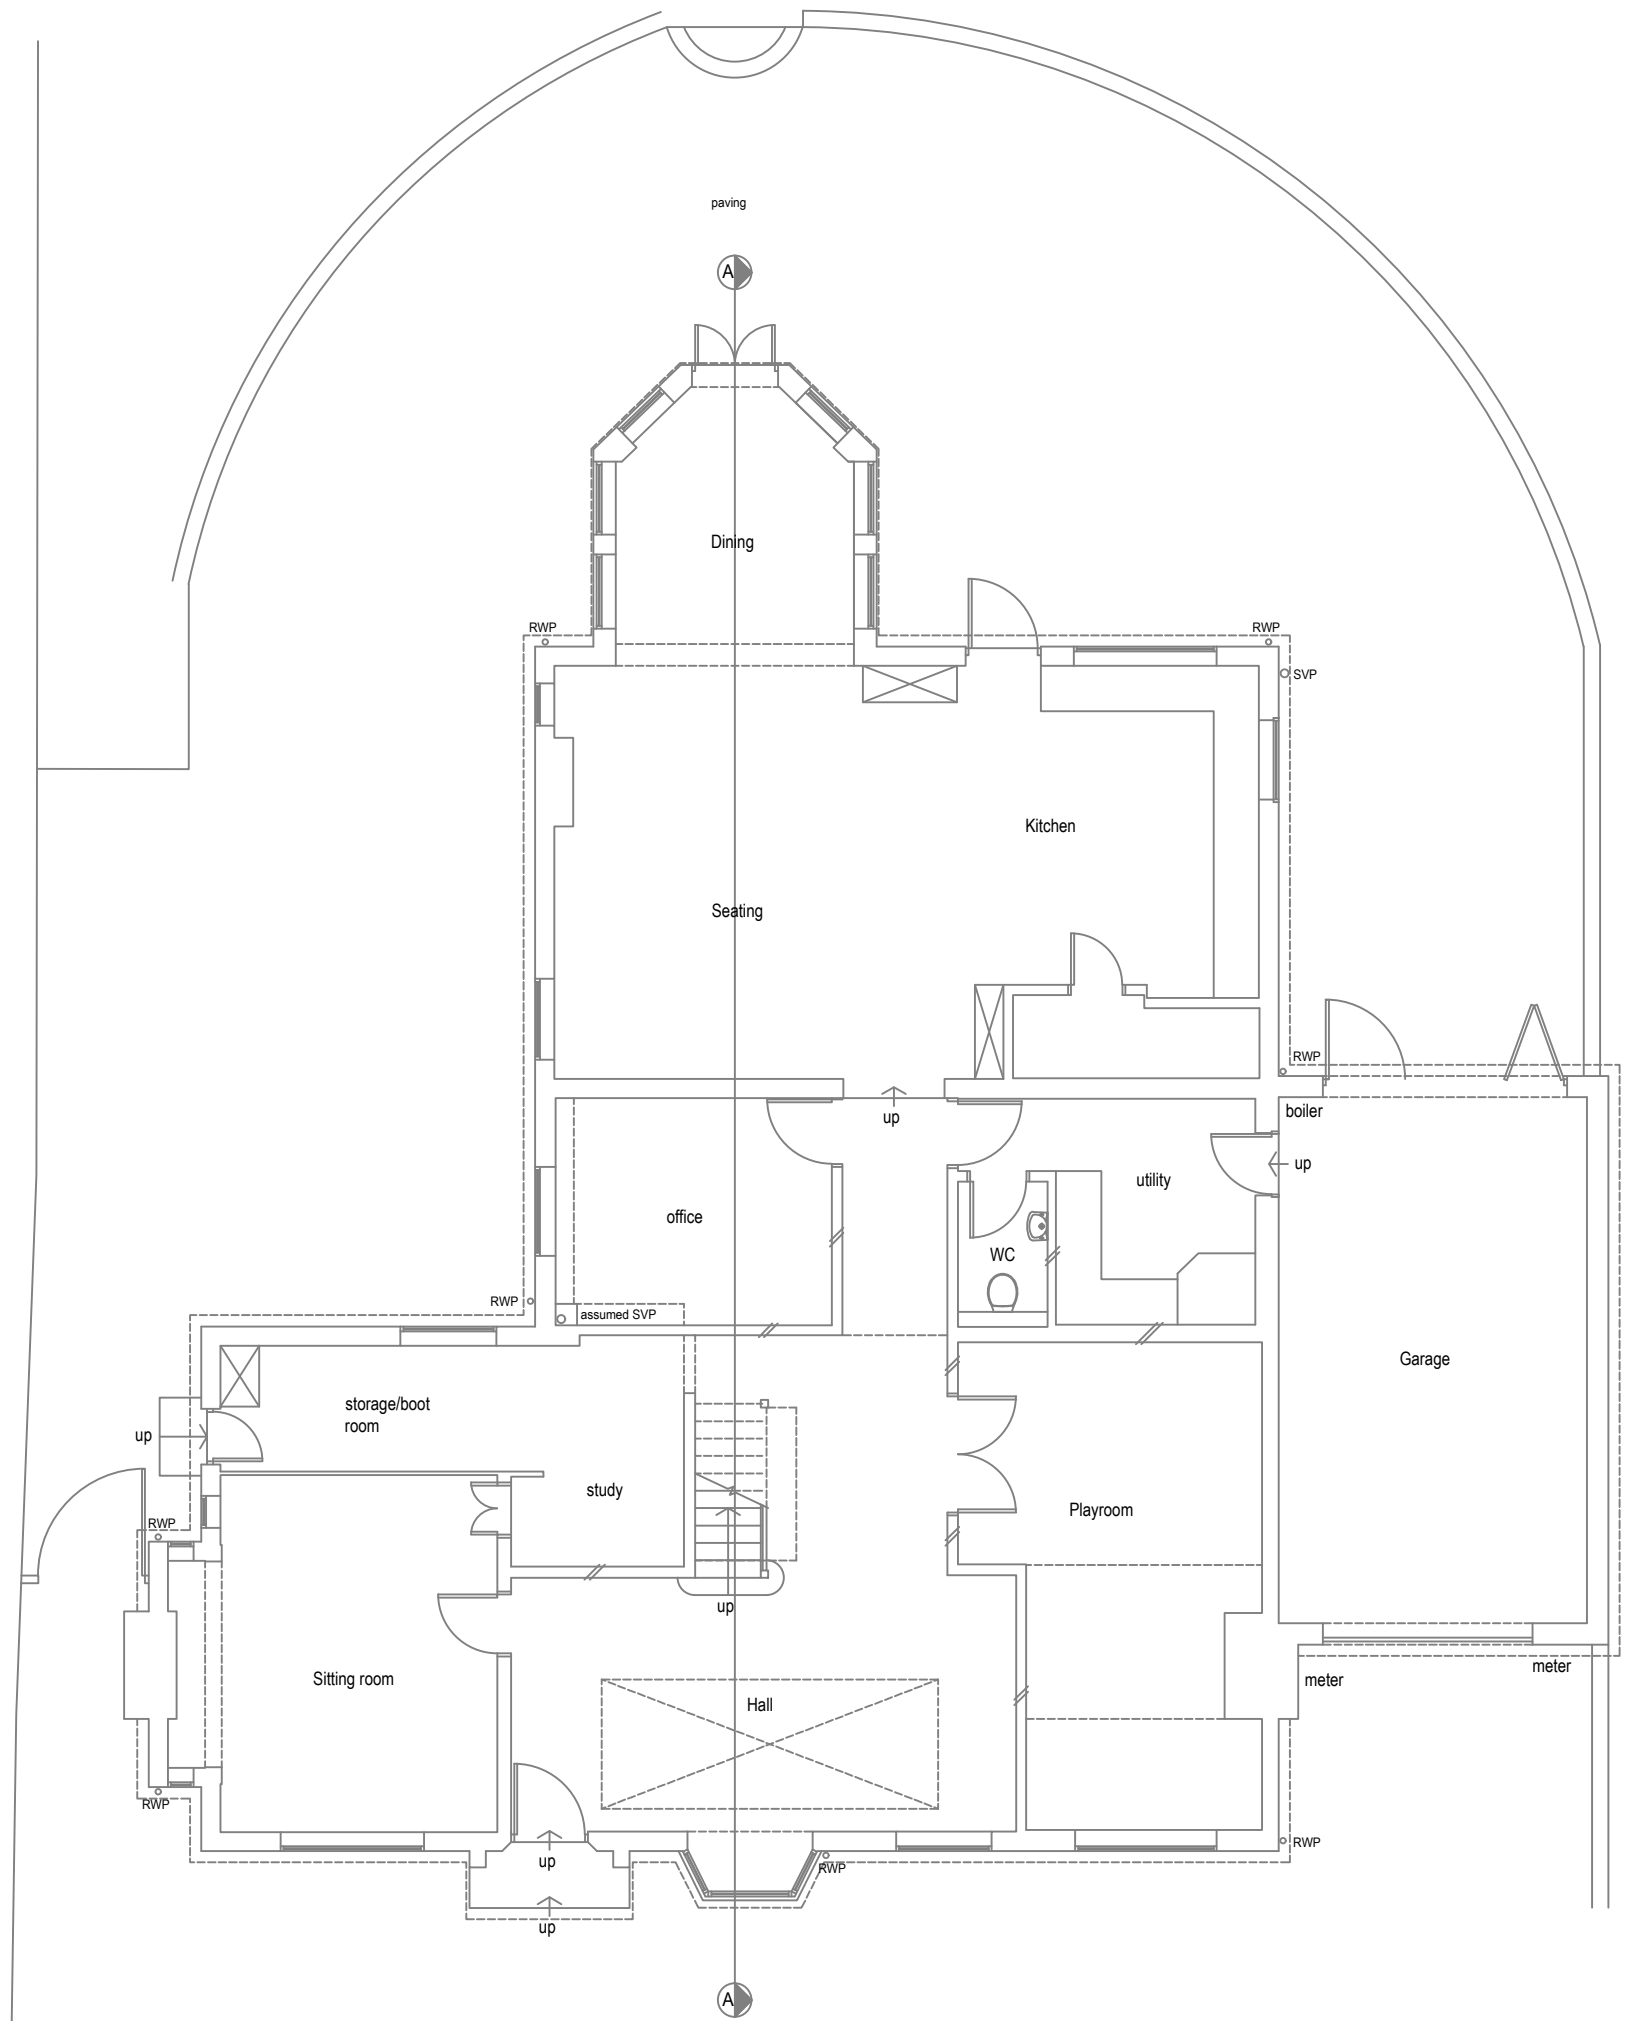 paving
A
Dining
RWP
RWP
SVP
Kitchen
Seating
RWP
boiler
up
up
utility
office
WC
RWP
assumed SVP
Garage
storage/boot
room
up
study
Playroom
RWP
up
Sitting room
Hall
meter
meter
RWP
RWP
up
RWP
up
A